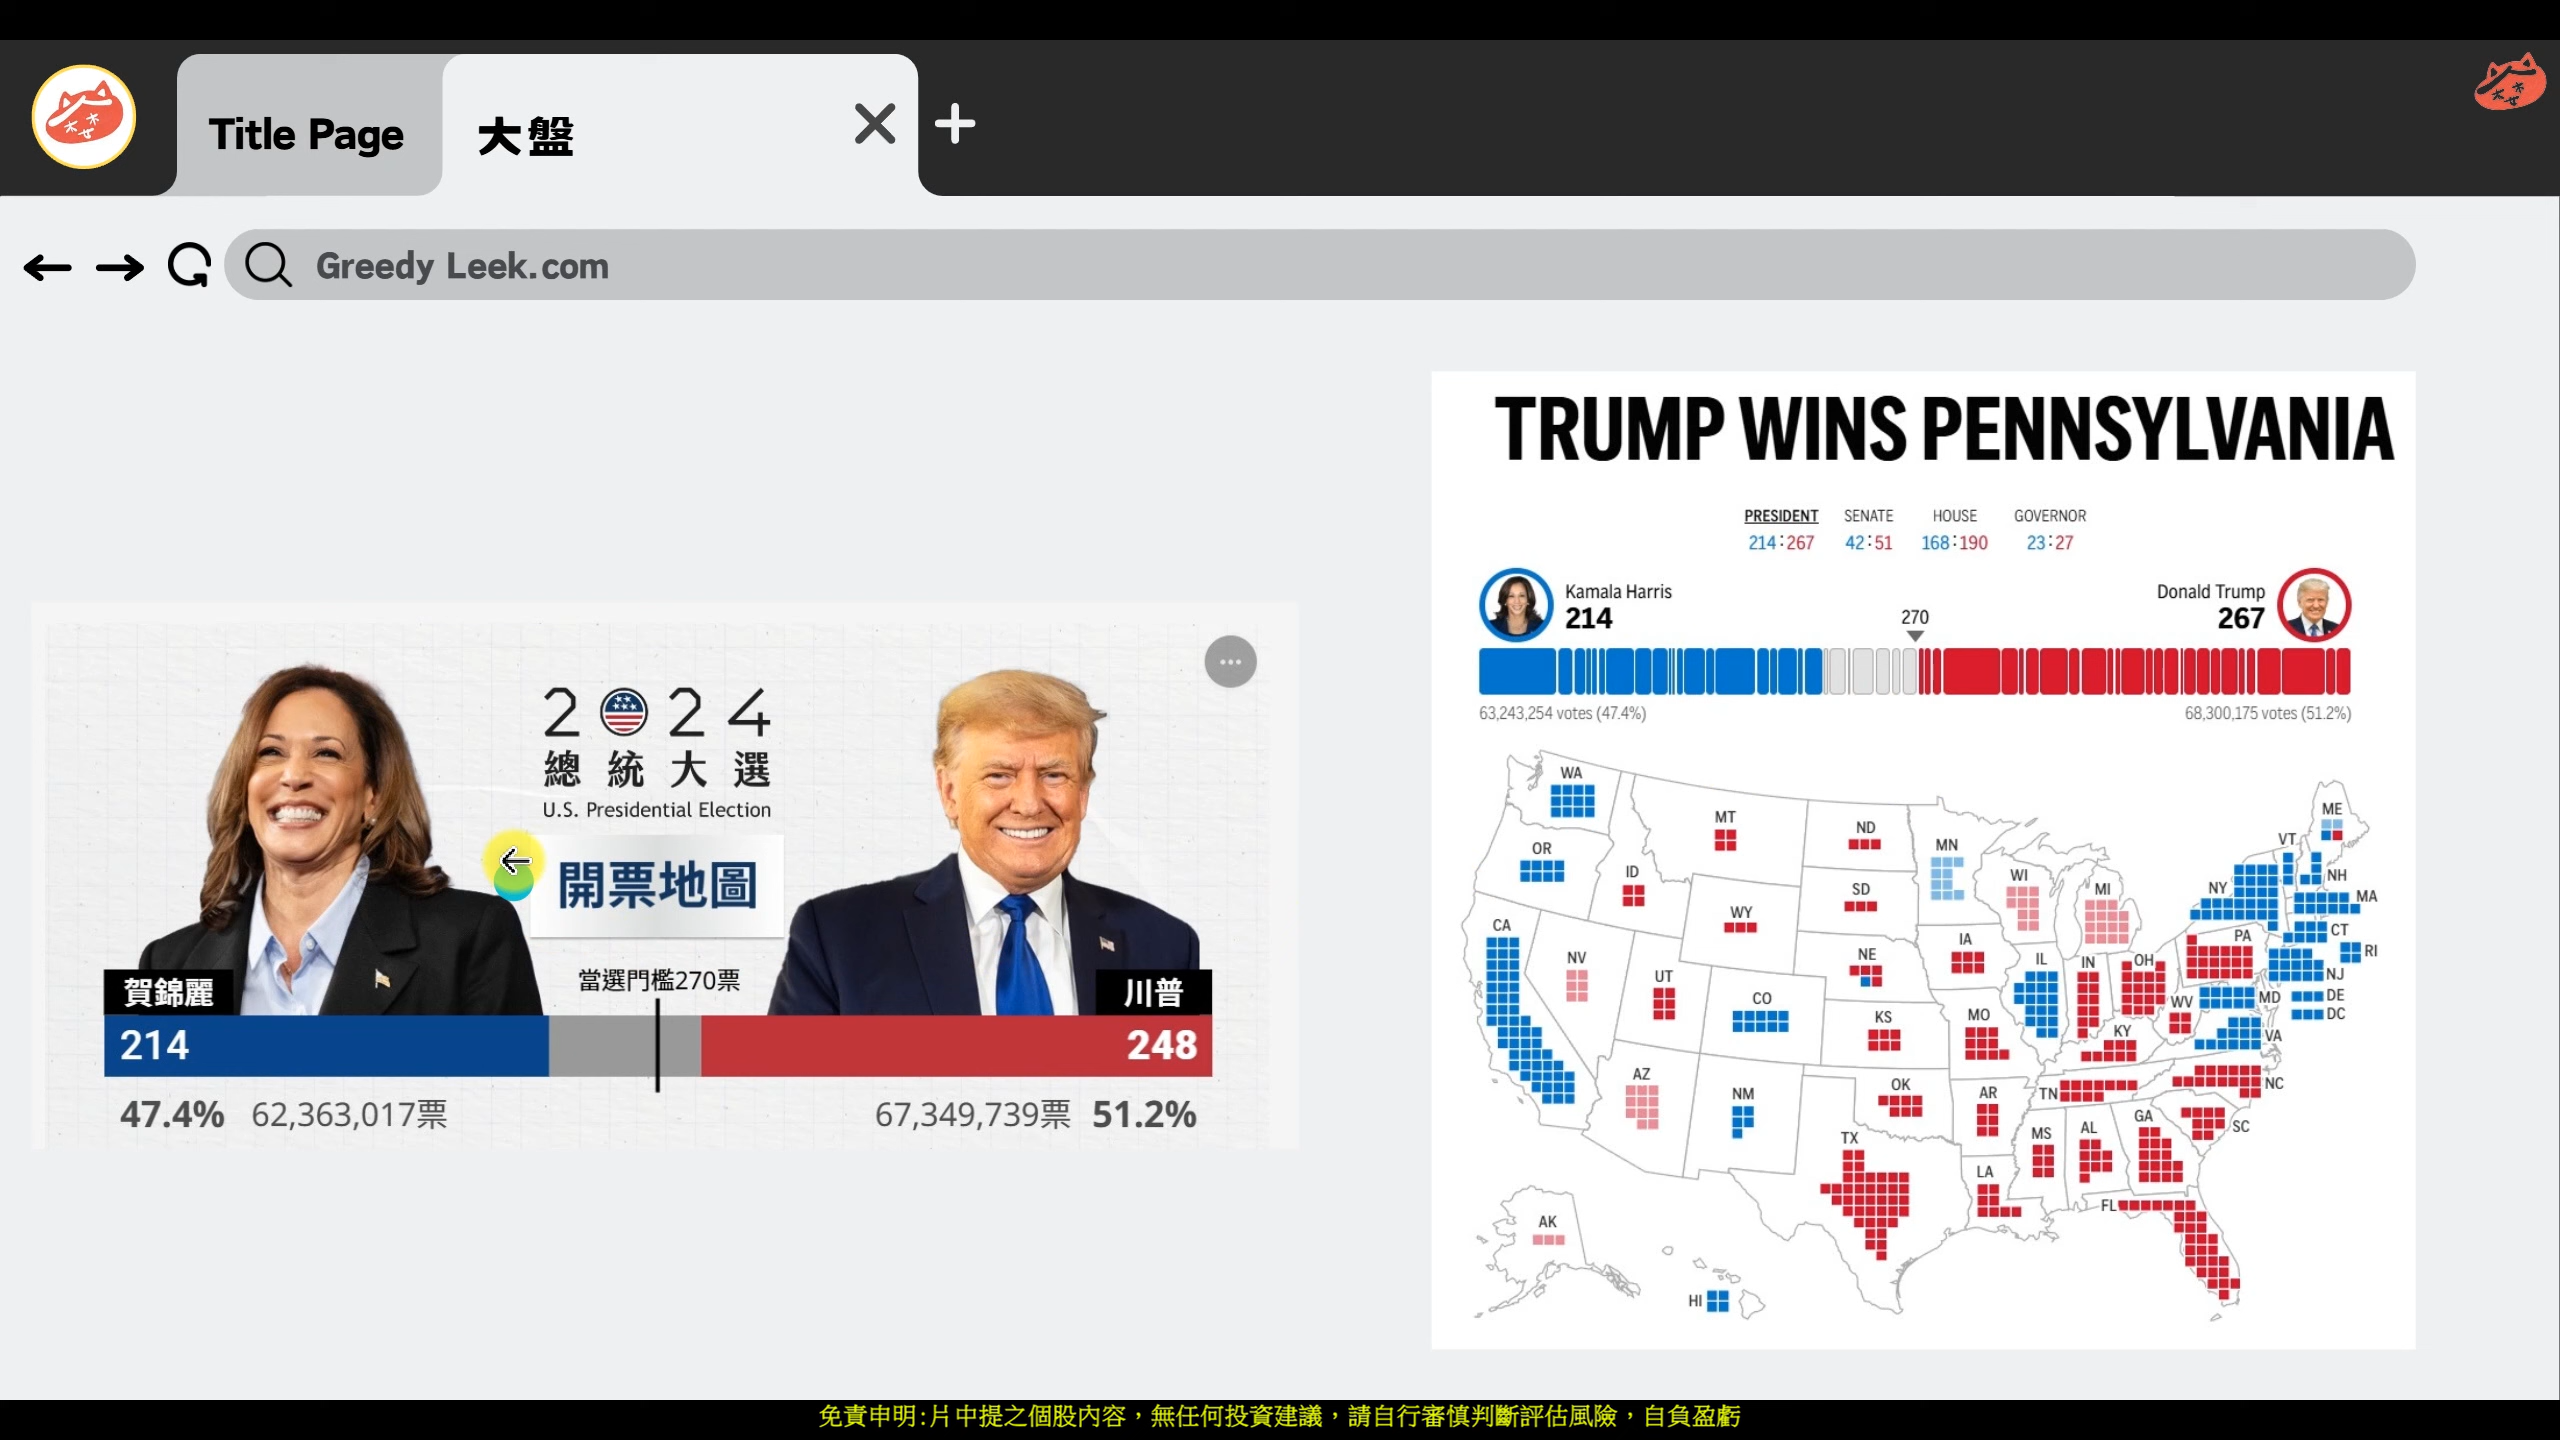 Title Page
大盤
Greedy Leek.com
2024
總統大選
U.S. Presidential Election
開票地圖
當選門檻270票
賀錦麗
川普
214
248
47.4% 62,363,017票
67,349,739票 51.2%
TRUMP WINS PENNSYLVANIA
PRESIDENT SENATE HOUSE GOVERNOR
214:267 42:51 168:190 23:27
Kamala Harris
214
270
Donald Trump
267
63,243,254 votes (47.4%)
68,300,175 votes (51.2%)
WA
MT
ND
ME
VT
OR
MN
ID
WI
NH
SD
MI
NY
MA
WY
CA
CT
PA
IA
RI
NE
NV
IL
IN
OH
UT
NJ
CO
WV
MD
DE
DC
KS
MO
KY
VA
AZ
OK
NM
AR
TN
NC
GA
MS
AL
SC
TX
LA
FL
AK
HI
免責申明:片中提之個股內容，無任何投資建議，請自行審慎判斷評估風險，自負盈虧